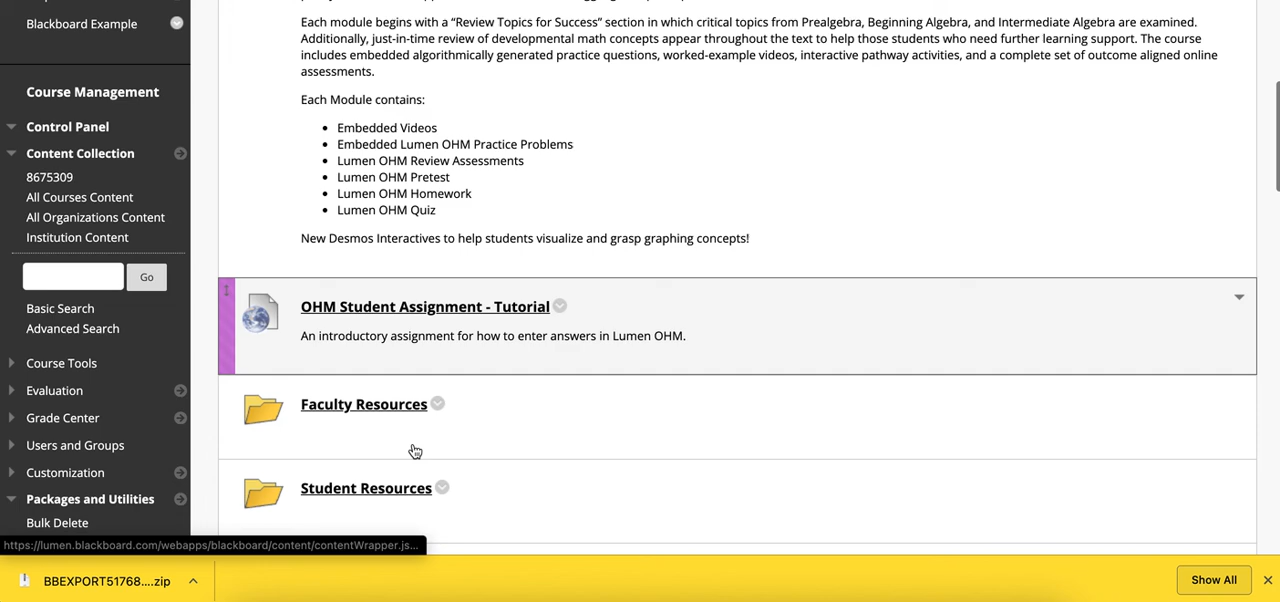 Blackboard Example
Course Management
Control Panel
Content Collection
8675309
All Courses Content
All Organizations Content
Institution Content
Go
Basic Search
Advanced Search
Course Tools
Evaluation
Grade Center
Users and Groups
Customization
Packages and Utilities
Bulk Delete
Each module begins with a “Review Topics for Success” section in which critical topics from Prealgebra, Beginning Algebra, and Intermediate Algebra are examined.
Additionally, just-in-time review of developmental math concepts appear throughout the text to help those students who need further learning support. The course
includes embedded algorithmically generated practice questions, worked-example videos, interactive pathway activities, and a complete set of outcome aligned online
assessments.
Each Module contains:
• Embedded Videos
• Embedded Lumen OHM Practice Problems
• Lumen OHM Review Assessments
• Lumen OHM Pretest
• Lumen OHM Homework
• Lumen OHM Quiz
New Desmos Interactives to help students visualize and grasp graphing concepts!
OHM Student Assignment - Tutorial
An introductory assignment for how to enter answers in Lumen OHM.
Faculty Resources
Student Resources
https://lumen.blackboard.com/webapps/blackboard/content/contentWrapper.js...
BBEXPORT51768....zip
Show All